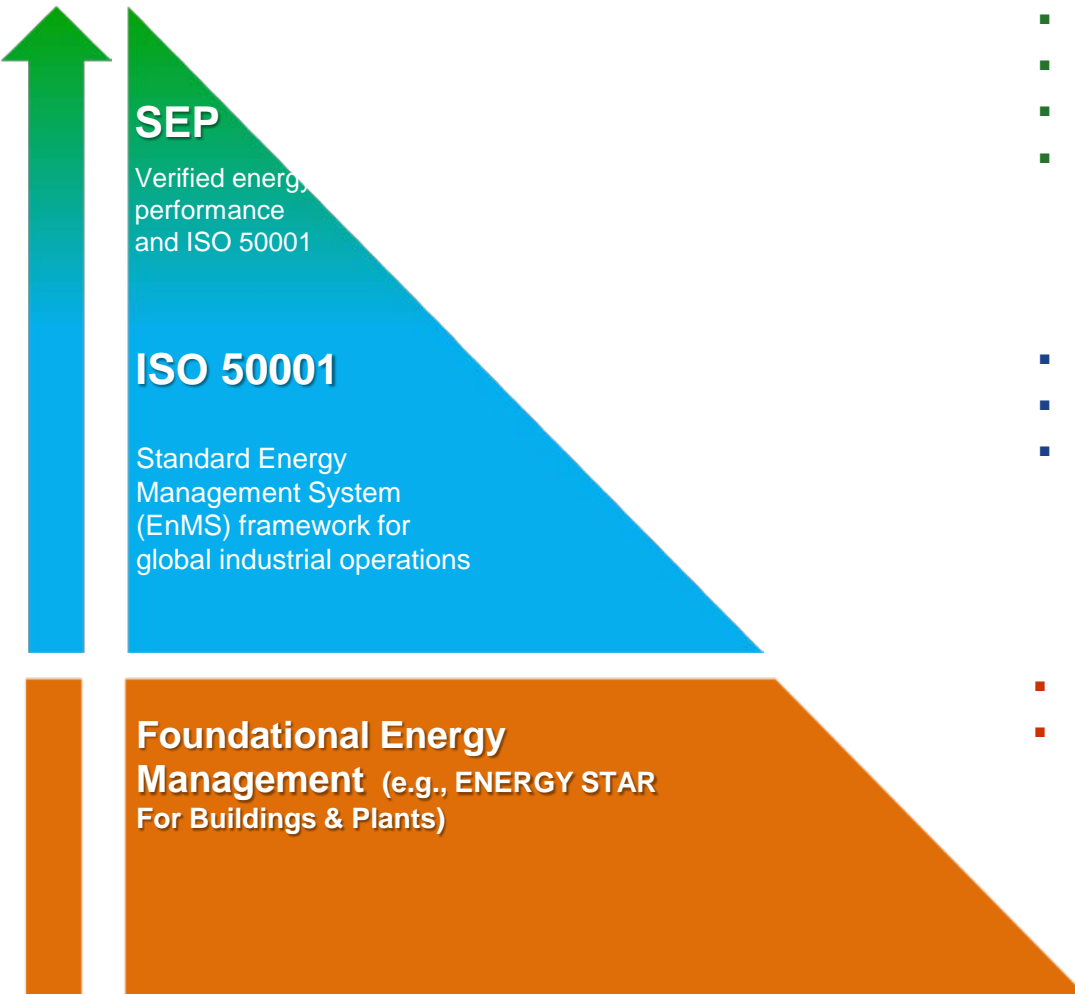 SEP
Verified energy
performance
and ISO 50001
ISO 50001
Standard Energy
Management System
(EnMS) framework for
global industrial operations
Foundational Energy
Management (e.g., ENERGY STAR
For Buildings & Plants)